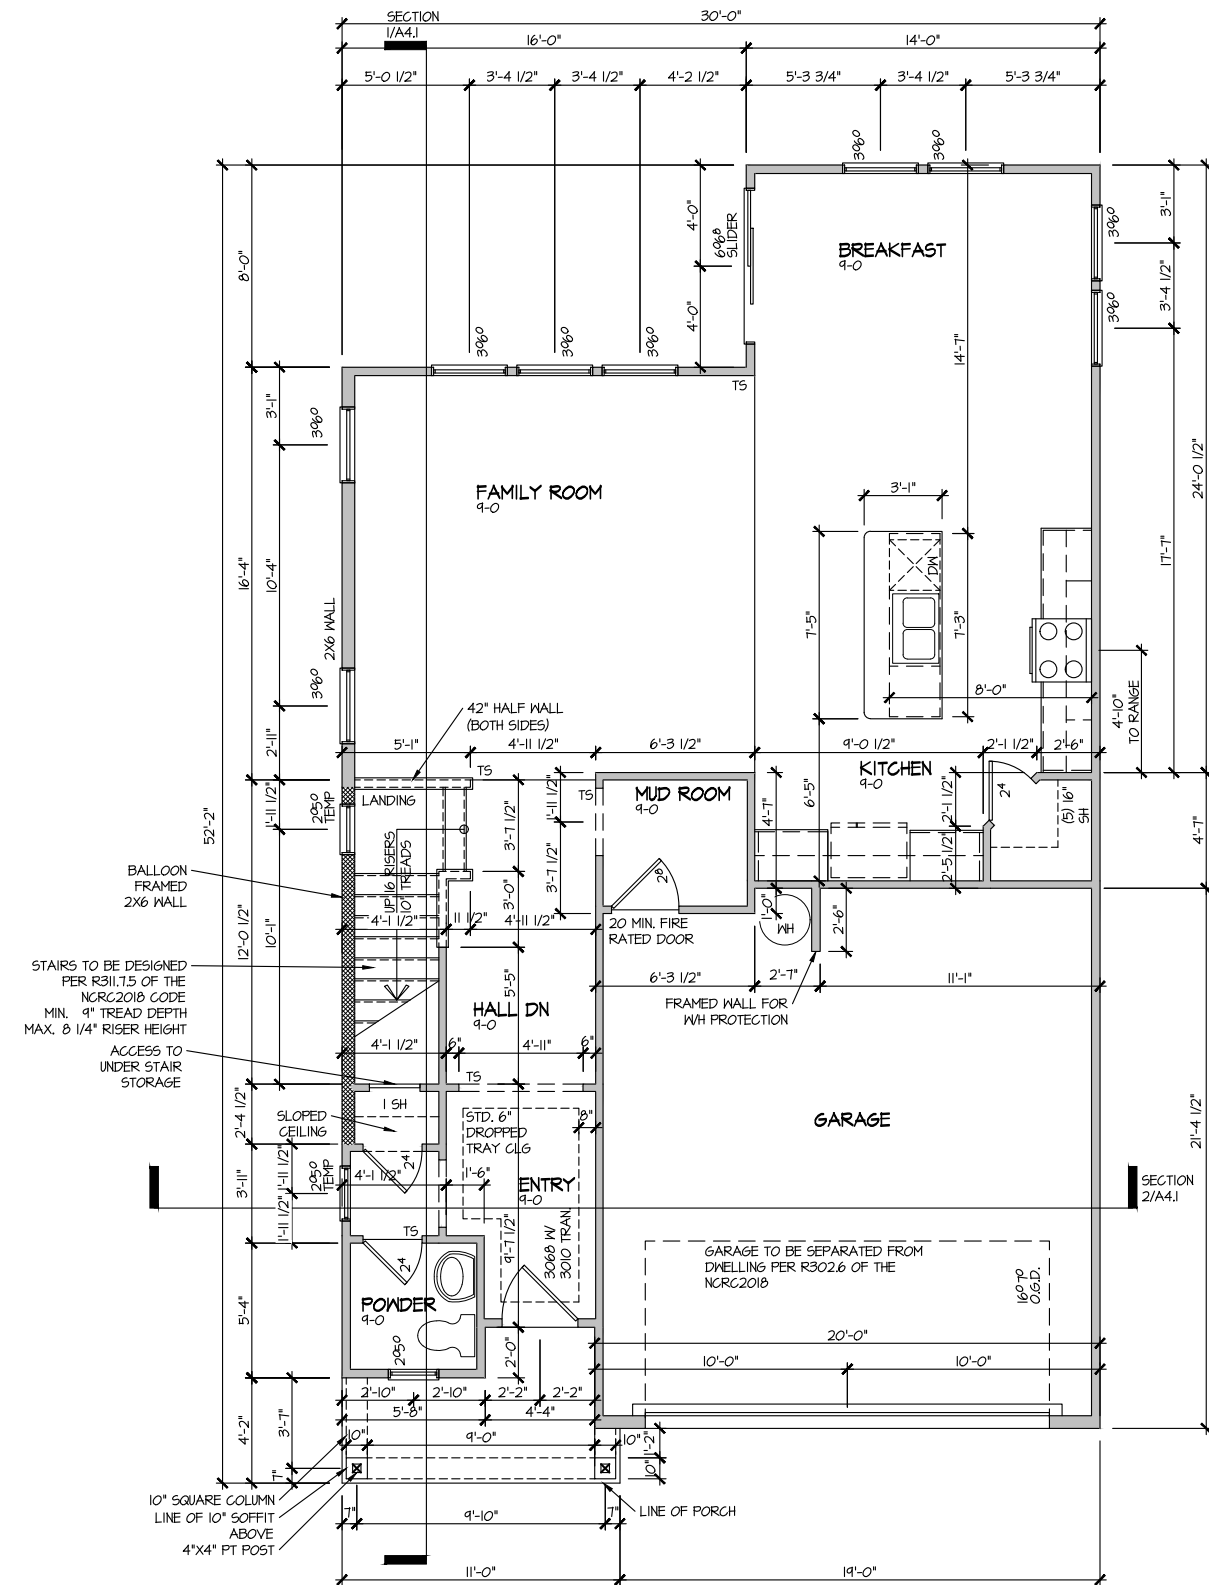 SECTION
1/A4.1
30'-0"
16'-0"
14'-0"
5'-0 1/2"
3'-4 1/2"
3'-4 1/2"
4'-2 1/2"
5'-3 3/4"
3'-4 1/2"
5'-3 3/4"
3060
3060
4'-0"
6068
SLIDER
4'-0"
BREAKFAST
9-0
3060
3060
3'-1"
3'-4 1/2"
8'-0"
3060
3060
3060
TS
14'-7"
24'-0 1/2"
3'-1"
3060
FAMILY ROOM
9-0
3'-1"
17'-7"
16'-4"
10'-4"
2X6 WALL
DW
7'-5"
7'-3"
3060
8'-0"
4'-10"
TO RANGE
52'-2"
42" HALF WALL
(BOTH SIDES)
2'-11"
5'-1"
4'-11 1/2"
6'-3 1/2"
9'-0 1/2"
2'-1 1/2"
2'-6"
TS
KITCHEN
9-0
LANDING
TS
MUD ROOM
9-0
24
(5) 16"
SH
1'-11 1/2"
2050
TEMP
3'-7 1/2"
1'-11 1/2"
4'-7"
6'-5"
2'-1 1/2"
4'-7"
UP 16 RISERS
10" TREADS
3'-7 1/2"
2'-5 1/2"
BALLOON
FRAMED
2X6 WALL
3'-0"
28
12'-0 1/2"
10'-1"
4'-1 1/2"
11 1/2"
4'-11 1/2"
20 MIN. FIRE
RATED DOOR
1'-0"
WH
2'-6"
STAIRS TO BE DESIGNED
PER R311.7.5 OF THE
NCRC2018 CODE
MIN. 9" TREAD DEPTH
MAX. 8 1/4" RISER HEIGHT
5'-5"
6'-3 1/2"
2'-7"
11'-1"
HALL DN
9-0
FRAMED WALL FOR
W/H PROTECTION
ACCESS TO
UNDER STAIR
STORAGE
4'-1 1/2"
6"
4'-11"
6"
TS
2'-4 1/2"
SLOPED
CEILING
1 SH
STD. 6"
DROPPED
TRAY CLG
8"
GARAGE
21'-4 1/2"
3'-11"
1'-11 1/2"
1'-11 1/2"
2050
TEMP
24
4'-1 1/2"
1'-6"
ENTRY
9-0
SECTION
2/A4.1
TS
9'-7 1/2"
3068 W/
3010 TRAN.
GARAGE TO BE SEPARATED FROM
DWELLING PER R302.6 OF THE
NCRC2018
16070
O.G.D.
24
5'-4"
POWDER
9-0
2050
2'-0"
20'-0"
10'-0"
10'-0"
2'-10"
2'-10"
2'-2"
2'-2"
5'-8"
4'-4"
4'-2"
3'-7"
10"
9'-0"
10"
1'-2"
10"
7"
10" SQUARE COLUMN
LINE OF 10" SOFFIT
ABOVE
4"X4" PT POST
7"
9'-10"
7"
LINE OF PORCH
11'-0"
19'-0"